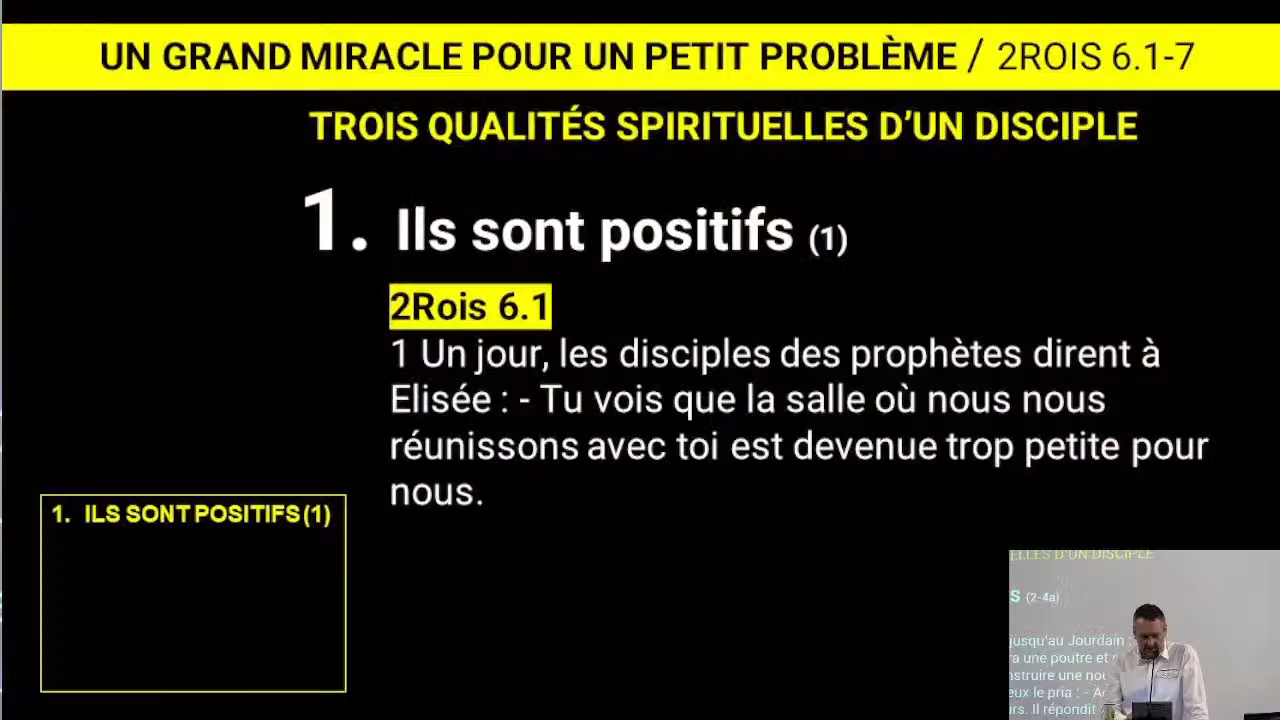 UN GRAND MIRACLE POUR UN PETIT PROBLÈME / 2ROIS 6.1-7
TROIS QUALITÉS SPIRITUELLES D’UN DISCIPLE
1. Ils sont positifs (1)
2Rois 6.1
1 Un jour, les disciples des prophètes dirent à
Elisée : - Tu vois que la salle où nous nous
réunissons avec toi est devenue trop petite pour
nous.
1. ILS SONT POSITIFS (1)
D'UN DISCIPLE
S (2-4a)
jusqu'au Jourdain :
ra une poutre et
nstruire une
eux le pria : -
rs. Il répondit